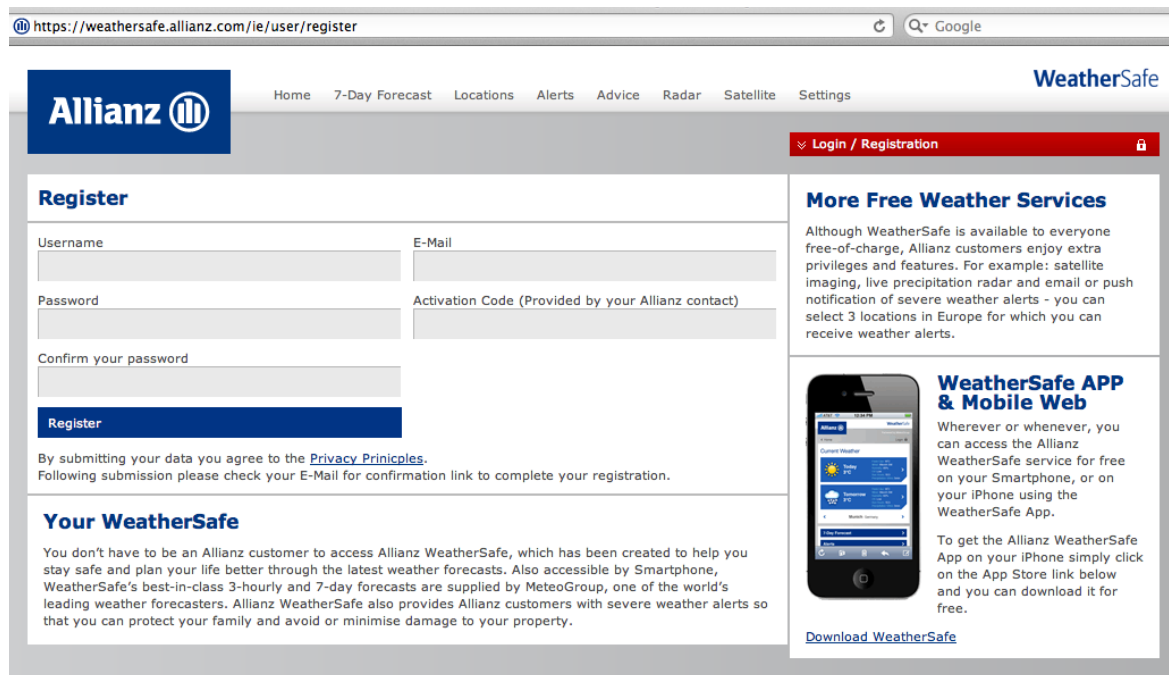 https://weathersafe.allianz.com/ie/user/register
Google
Allianz
Home 7-Day Forecast Locations Alerts Advice Radar Satellite Settings
WeatherSafe
Login / Registration
Register
Username
E-Mail
Password
Activation Code (Provided by your Allianz contact)
Confirm your password
Register
By submitting your data you agree to the Privacy Prinicples.
Following submission please check your E-Mail for confirmation link to complete your registration.
Your WeatherSafe
You don't have to be an Allianz customer to access Allianz WeatherSafe, which has been created to help you
stay safe and plan your life better through the latest weather forecasts. Also accessible by Smartphone,
WeatherSafe's best-in-class 3-hourly and 7-day forecasts are supplied by MeteoGroup, one of the world's
leading weather forecasters. Allianz WeatherSafe also provides Allianz customers with severe weather alerts so
that you can protect your family and avoid or minimise damage to your property.
More Free Weather Services
Although WeatherSafe is available to everyone
free-of-charge, Allianz customers enjoy extra
privileges and features. For example: satellite
imaging, live precipitation radar and email or push
notification of severe weather alerts - you can
select 3 locations in Europe for which you can
receive weather alerts.
Allianz
WeatherSafe
Current Weather
Today
Tomorrow
Munich Germany
7-Day Forecast
Alerts
WeatherSafe APP
& Mobile Web
Wherever or whenever, you
can access the Allianz
WeatherSafe service for free
on your Smartphone, or on
your iPhone using the
WeatherSafe App.
To get the Allianz WeatherSafe
App on your iPhone simply click
on the App Store link below
and you can download it for
free.
Download WeatherSafe